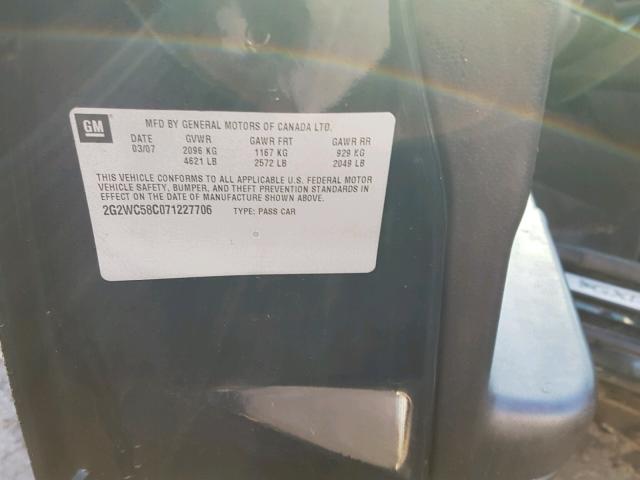 GM
MFD BY GENERAL MOTORS OF CANADA LTD.
DATE GVWR GAWR FRT GAWR RR
03/07 2096 KG 1167 KG 929 KG
4621 LB 2572 LB 2049 LB
THIS VEHICLE CONFORMS TO ALL APPLICABLE U.S. FEDERAL MOTOR
VEHICLE SAFETY, BUMPER, AND THEFT PREVENTION STANDARDS IN
EFFECT ON THE DATE OF MANUFACTURE SHOWN ABOVE.
2G2WC58C071227706 TYPE: PASS CAR